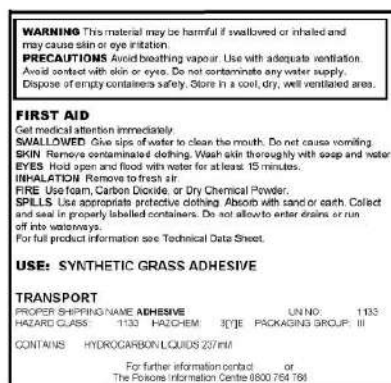 WARNING This material may be harmful if swallowed or inhaled and
may cause skin or eye irritation.
PRECAUTIONS Avoid breathing vapour. Use with adequate ventilation.
Avoid contact with skin or eyes. Do not contaminate any water supply.
Dispose of empty containers safely. Store in a cool, dry, well ventilated area.
FIRST AID
Get medical attention immediately.
SWALLOWED Give sips of water to clean the mouth. Do not cause vomiting.
SKIN Remove contaminated clothing. Wash skin thoroughly with soap and water
EYES Hold open and flood with water for at least 15 minutes.
INHALATION Remove to fresh air.
FIRE Use foam, Carbon Dioxide, or Dry Chemical Powder.
SPILLS Use appropriate protective clothing. Absorb with sand or earth. Collect
and seal in properly labelled containers. Do not allow to enter drains or run
off into waterways.
For full product information see Technical Data Sheet.
USE: SYNTHETIC GRASS ADHESIVE
TRANSPORT
PROPER SHIPPING NAME ADHESIVE UN NO: 1133
HAZARD CLASS: 1133 HAZCHEM: 3[Y]E PACKAGING GROUP: III
CONTAINS HYDROCARBON LIQUIDS 237ml/l
For further information contact or
The Poisons Information Centre 0800 764 766